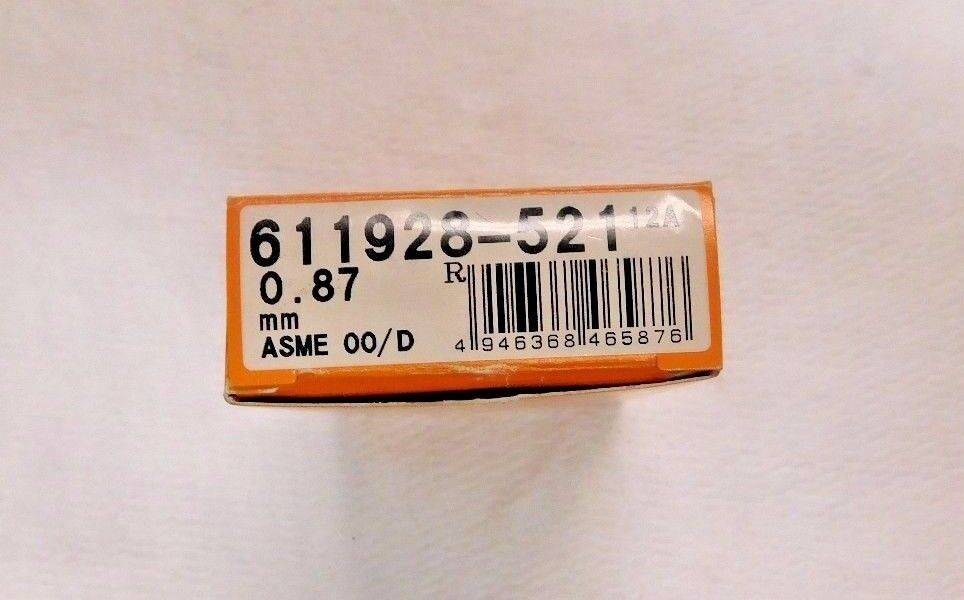 611928-521 12A
0.87
R
mm
ASME 00/D
4 946368 465876